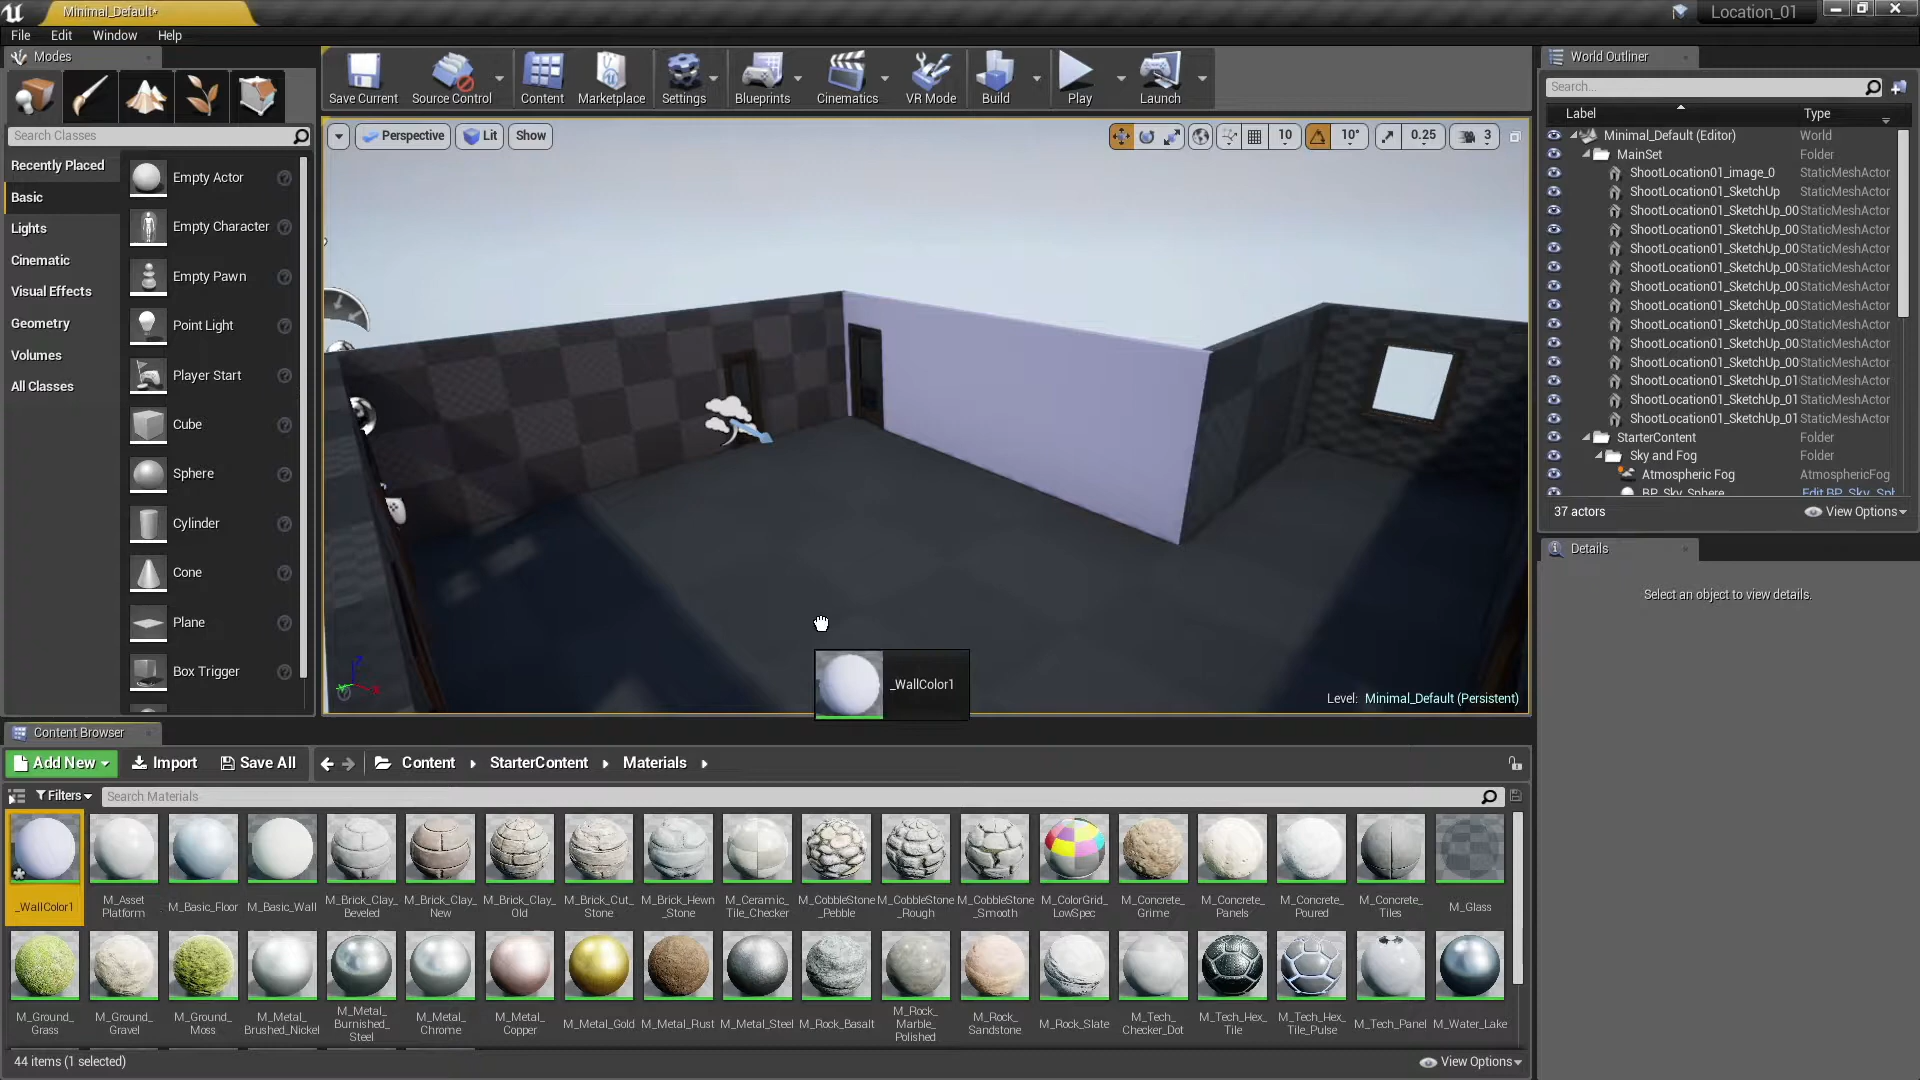 Minimal_Default*
Location_01
File Edit Window Help
Modes
Search Classes
Recently Placed
Basic
Lights
Cinematic
Visual Effects
Geometry
Volumes
All Classes
Empty Actor
Empty Character
Empty Pawn
Point Light
Player Start
Cube
Sphere
Cylinder
Cone
Plane
Box Trigger
Save Current Source Control Content Marketplace Settings Blueprints Cinematics VR Mode Build Play Launch
Perspective Lit Show
10 10° 0.25 3
_WallColor1
Level: Minimal_Default (Persistent)
World Outliner
Search...
Label Type
Minimal_Default (Editor) World
MainSet Folder
ShootLocation01_image_0 StaticMeshActor
ShootLocation01_SketchUp StaticMeshActor
ShootLocation01_SketchUp_00 StaticMeshActor
ShootLocation01_SketchUp_00 StaticMeshActor
ShootLocation01_SketchUp_00 StaticMeshActor
ShootLocation01_SketchUp_00 StaticMeshActor
ShootLocation01_SketchUp_00 StaticMeshActor
ShootLocation01_SketchUp_00 StaticMeshActor
ShootLocation01_SketchUp_00 StaticMeshActor
ShootLocation01_SketchUp_00 StaticMeshActor
ShootLocation01_SketchUp_00 StaticMeshActor
ShootLocation01_SketchUp_01 StaticMeshActor
ShootLocation01_SketchUp_01 StaticMeshActor
ShootLocation01_SketchUp_01 StaticMeshActor
StarterContent Folder
Sky and Fog Folder
Atmospheric Fog AtmosphericFog
BP_Sky_Sphere Edit BP_Sky_Sph
37 actors View Options
Details
Select an object to view details.
Content Browser
Add New Import Save All Content StarterContent Materials
Filters Search Materials
_WallColor1
M_Asset
Platform
M_Basic_Floor
M_Basic_Wall
M_Brick_Clay_
Beveled
M_Brick_Clay_
New
M_Brick_Clay_
Old
M_Brick_Cut_
Stone
M_Brick_Hewn
_Stone
M_Ceramic_
Tile_Checker
M_CobbleStone
_Pebble
M_CobbleStone
_Rough
M_CobbleStone
_Smooth
M_ColorGrid_
LowSpec
M_Concrete_
Grime
M_Concrete_
Panels
M_Concrete_
Poured
M_Concrete_
Tiles
M_Glass
M_Ground_
Grass
M_Ground_
Gravel
M_Ground_
Moss
M_Metal_
Brushed_Nickel
M_Metal_
Burnished_
Steel
M_Metal_
Chrome
M_Metal_
Copper
M_Metal_Gold
M_Metal_Rust
M_Metal_Steel
M_Rock_Basalt
M_Rock_
Marble_
Polished
M_Rock_
Sandstone
M_Rock_Slate
M_Tech_
Checker_Dot
M_Tech_Hex_
Tile
M_Tech_Hex_
Tile_Pulse
M_Tech_Panel
M_Water_Lake
44 items (1 selected) View Options